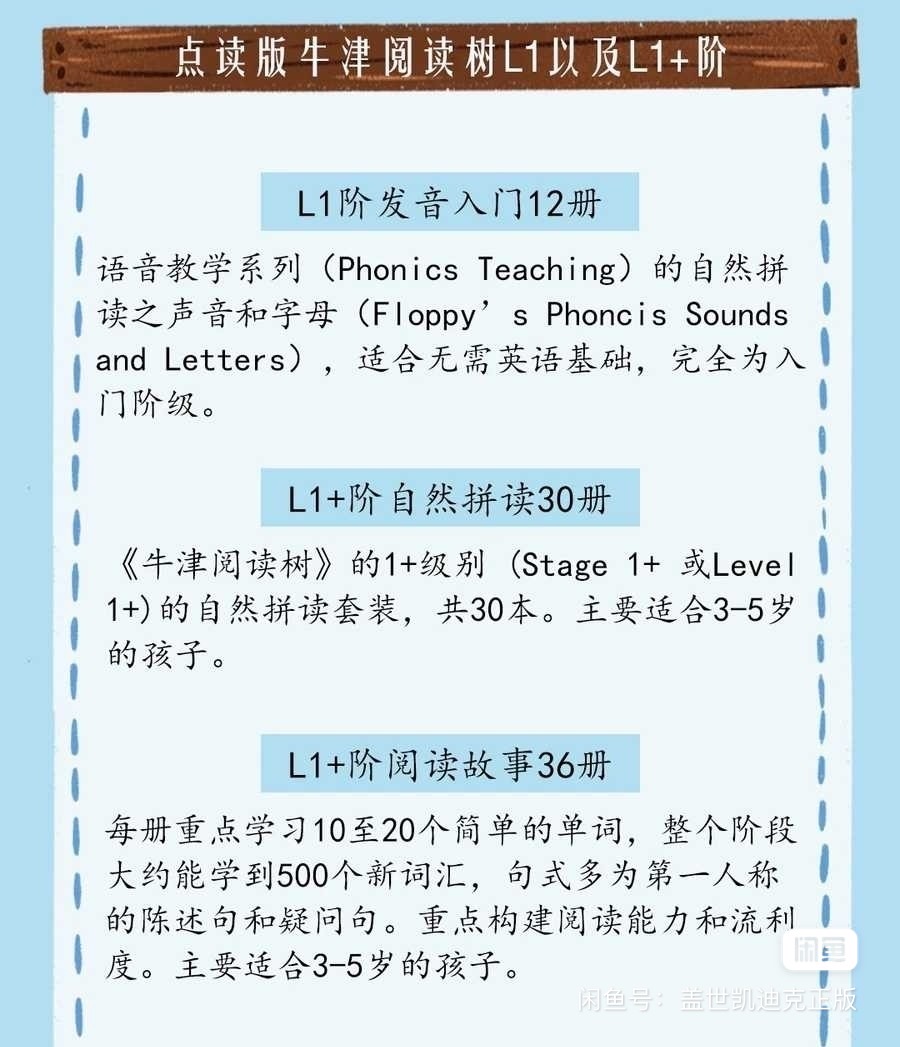 点读版牛津阅读树L1以及L1+阶
L1阶发音入门12册
语音教学系列（Phonics Teaching）的自然拼
读之声音和字母（Floppy’s Phoncis Sounds
and Letters），适合无需英语基础，完全为入
门阶级。
L1+阶自然拼读30册
《牛津阅读树》的1+级别 (Stage 1+ 或Level
1+)的自然拼读套装，共30本。主要适合3-5岁
的孩子。
L1+阶阅读故事36册
每册重点学习10至20个简单的单词，整个阶段
大约能学到500个新词汇，句式多为第一人称
的陈述句和疑问句。重点构建阅读能力和流利
度。主要适合3-5岁的孩子。
闲鱼
闲鱼号：盖世凯迪克正版